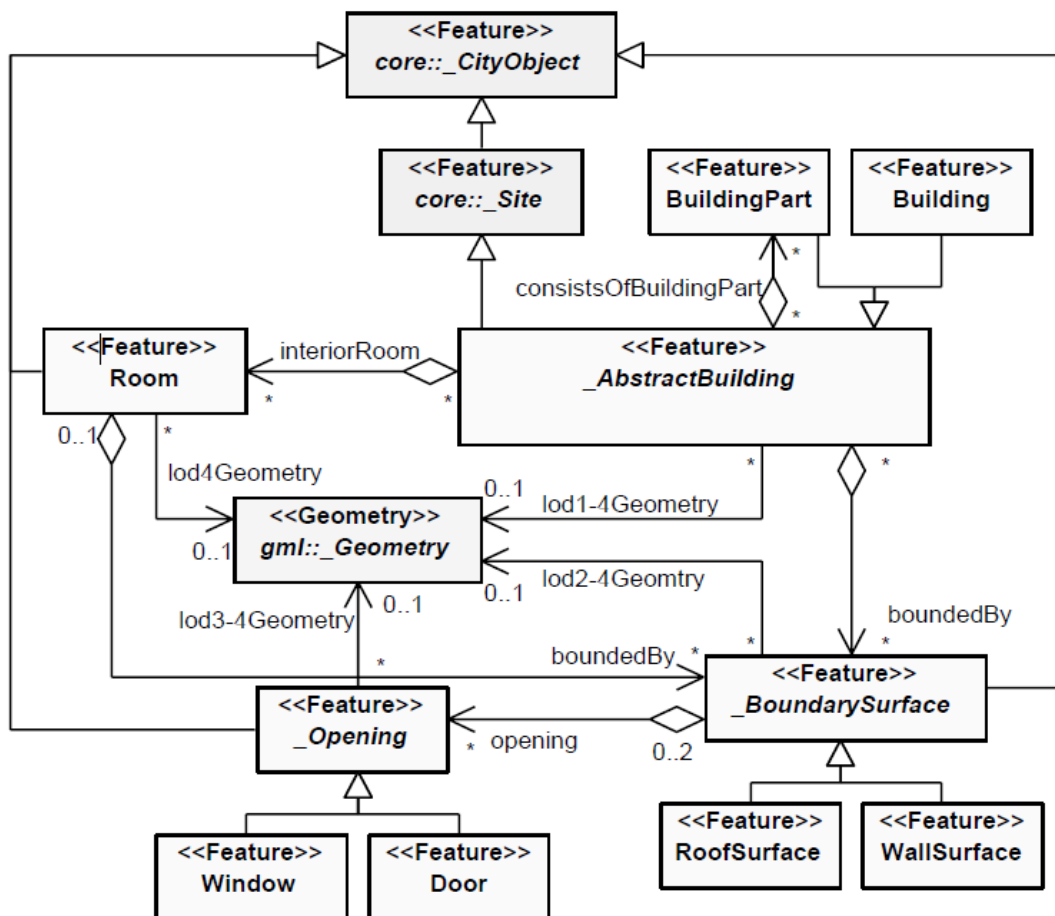 <<Feature>>
core::_CityObject
<<Feature>>
core::_Site
<<Feature>>
BuildingPart
<<Feature>>
Building
*
consistsOfBuildingPart
*
<<Feature>>
Room
interiorRoom
*
*
<<Feature>>
_AbstractBuilding
0..1
*
*
*
lod4Geometry
0..1
lod1-4Geometry
<<Geometry>>
gml::_Geometry
0..1
lod2-4Geomtry
0..1
0..1
lod3-4Geometry
boundedBy
*
*
*
boundedBy
*
<<Feature>>
_Opening
<<Feature>>
_BoundarySurface
*
opening
0..2
<<Feature>>
Window
<<Feature>>
Door
<<Feature>>
RoofSurface
<<Feature>>
WallSurface